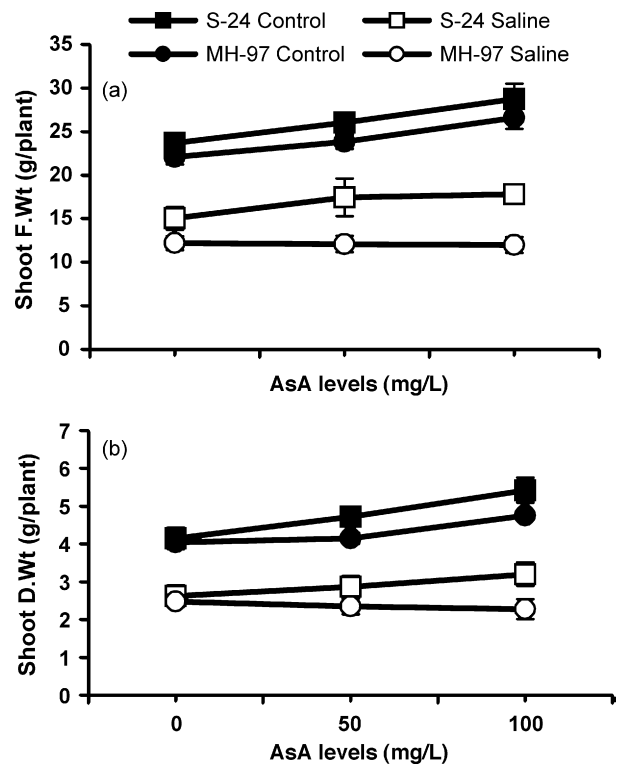 S-24 Control S-24 Saline
MH-97 Control MH-97 Saline
35
30
25
20
15
10
5
0
(a)
Shoot F.Wt (g/plant)
AsA levels (mg/L)
7
6
5
4
3
2
1
0
(b)
Shoot D.Wt (g/plant)
0 50 100
AsA levels (mg/L)